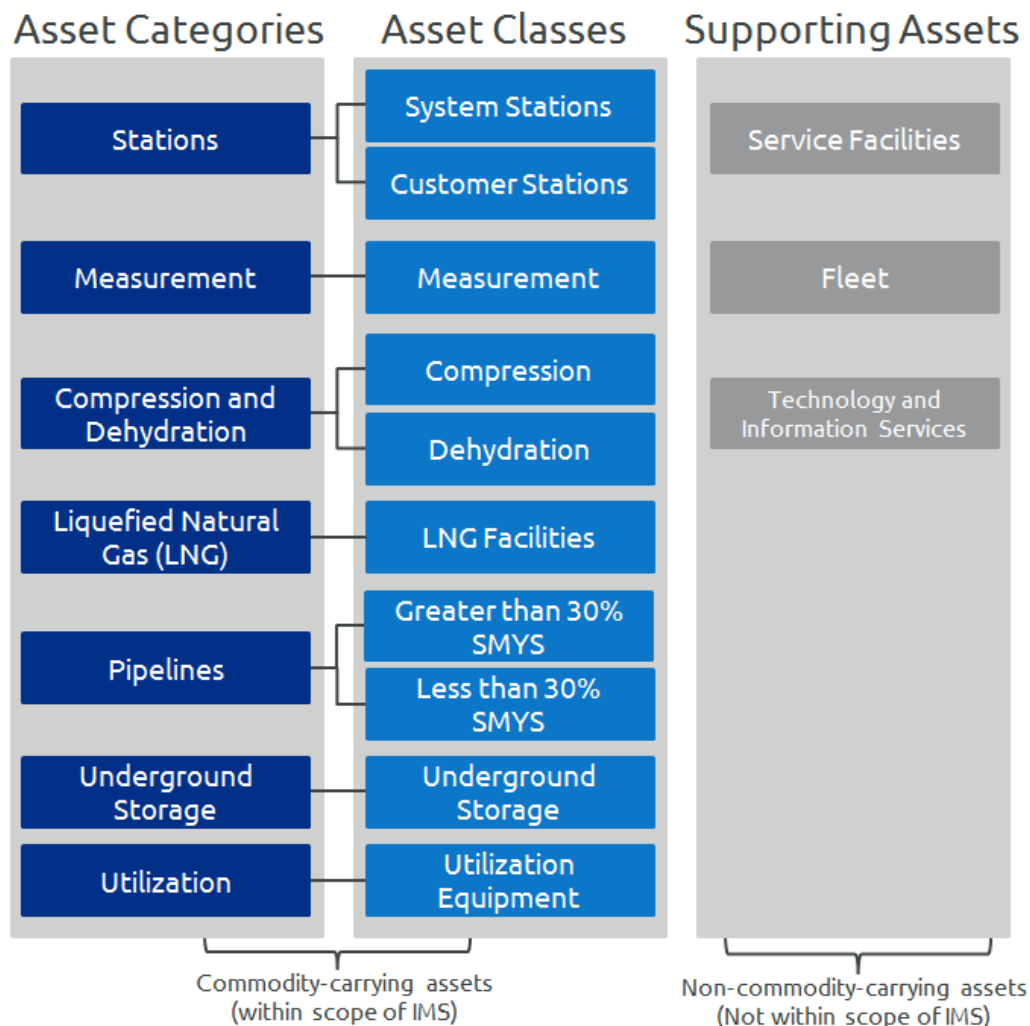 Asset Categories
Asset Classes
Supporting Assets
Stations
System Stations
Customer Stations
Service Facilities
Measurement
Measurement
Fleet
Compression and
Dehydration
Compression
Dehydration
Technology and
Information Services
Liquefied Natural
Gas (LNG)
LNG Facilities
Pipelines
Greater than 30%
SMYS
Less than 30%
SMYS
Underground
Storage
Underground
Storage
Utilization
Utilization
Equipment
Commodity-carrying assets
(within scope of IMS)
Non-commodity-carrying assets
(Not within scope of IMS)